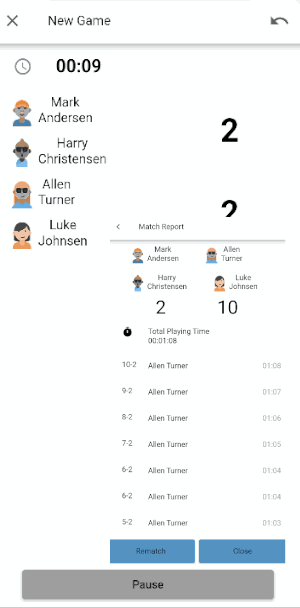 New Game
00:09
Mark
Andersen
Harry
Christensen
2
Allen
Turner
Luke
Johnsen
2
Match Report
Mark
Andersen
Allen
Turner
Harry
Christensen
Luke
Johnsen
2
10
Total Playing Time
00:01:08
10-2 Allen Turner 01:08
9-2 Allen Turner 01:07
8-2 Allen Turner 01:06
7-2 Allen Turner 01:05
6-2 Allen Turner 01:04
6-2 Allen Turner 01:04
5-2 Allen Turner 01:03
Rematch Close
Pause